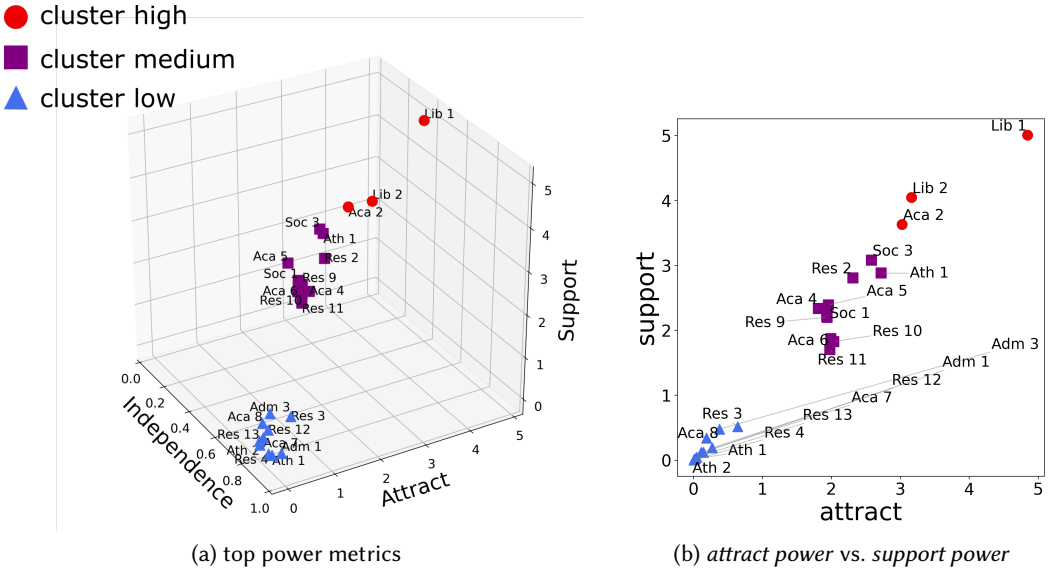 cluster high
cluster medium
cluster low
Lib 1
Lib 2
Aca 2
Soc 3
Ath 1
Aca 5
Res 2
Soc 1
Res 9
Aca 6
Aca 4
Res 10
Res 11
Adm 3
Aca 8
Res 3
Res 12
Res 13
Aca 7
Ath 2
Adm 1
Res 4
Ath 1
0.0
0.2
0.4
0.6
0.8
1.0
Independence
0
1
2
3
4
5
Attract
0
1
2
3
4
5
Support
(a) top power metrics
Lib 1
Lib 2
Aca 2
Soc 3
Res 2
Ath 1
Aca 5
Aca 4
Soc 1
Res 9
Res 10
Aca 6
Res 11
Adm 3
Adm 1
Res 12
Aca 7
Res 13
Res 3
Res 4
Aca 8
Ath 1
Ath 2
5
4
3
2
1
0
support
0 1 2 3 4 5
attract
(b) attract power vs. support power